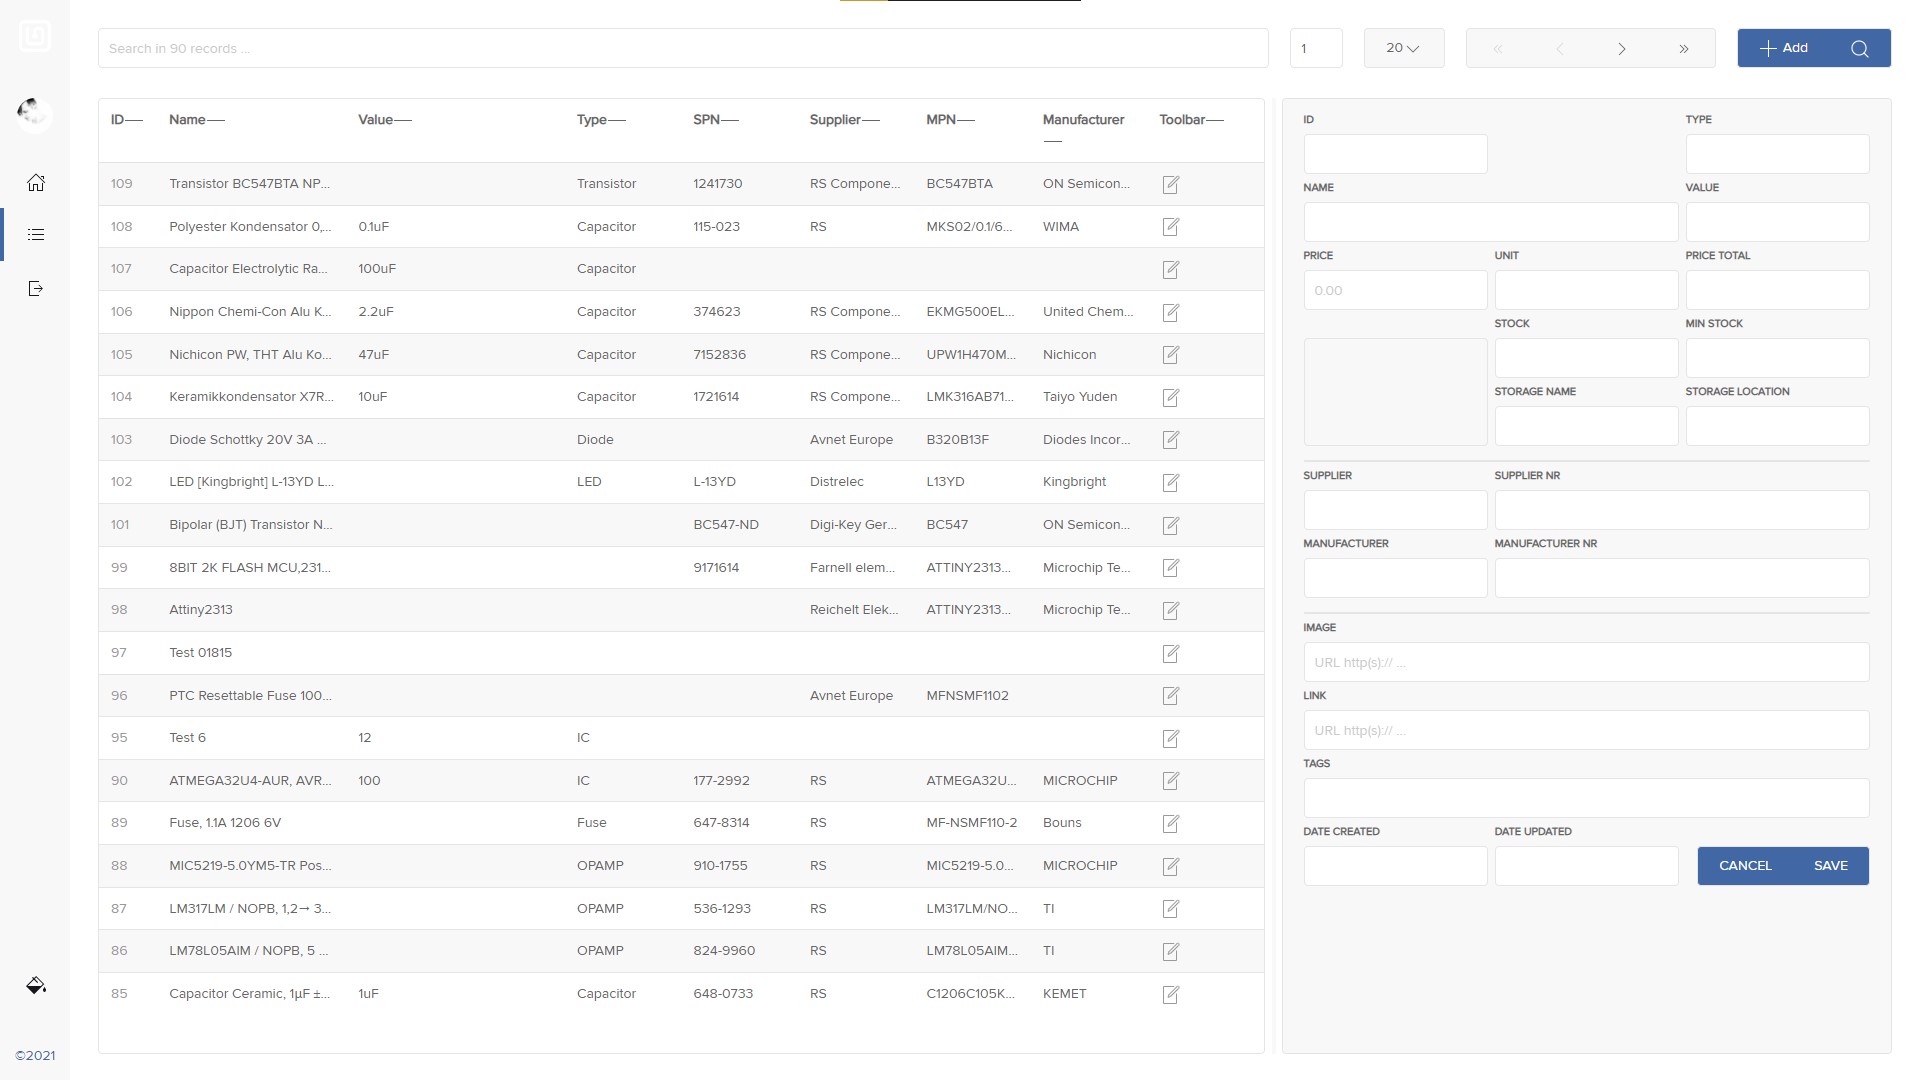 Search in 90 records ...
1
20
Add
ID Name Value Type SPN Supplier MPN Manufacturer Toolbar
109 Transistor BC547BTA NP... Transistor 1241730 RS Compone... BC547BTA ON Semicon...
108 Polyester Kondensator 0,... 0.1uF Capacitor 115-023 RS MKS02/0.1/6... WIMA
107 Capacitor Electrolytic Ra... 100uF Capacitor
106 Nippon Chemi-Con Alu K... 2.2uF Capacitor 374623 RS Compone... EKMG500EL... United Chem...
105 Nichicon PW, THT Alu Ko... 47uF Capacitor 7152836 RS Compone... UPW1H470M... Nichicon
104 Keramikkondensator X7R... 10uF Capacitor 1721614 RS Compone... LMK316AB71... Taiyo Yuden
103 Diode Schottky 20V 3A ... Diode Avnet Europe B320B13F Diodes Incor...
102 LED [Kingbright] L-13YD L... LED L-13YD Distrelec L13YD Kingbright
101 Bipolar (BJT) Transistor N... BC547-ND Digi-Key Ger... BC547 ON Semicon...
99 8BIT 2K FLASH MCU,231... 9171614 Farnell elem... ATTINY2313... Microchip Te...
98 Attiny2313 Reichelt Elek... ATTINY2313... Microchip Te...
97 Test 01815
96 PTC Resettable Fuse 100... Avnet Europe MFNSMF1102
95 Test 6 12 IC
90 ATMEGA32U4-AUR, AVR... 100 IC 177-2992 RS ATMEGA32U... MICROCHIP
89 Fuse, 1.1A 1206 6V Fuse 647-8314 RS MF-NSMF110-2 Bouns
88 MIC5219-5.0YM5-TR Pos... OPAMP 910-1755 RS MIC5219-5.0... MICROCHIP
87 LM317LM / NOPB, 1,2→ 3... OPAMP 536-1293 RS LM317LM/NO... TI
86 LM78L05AIM / NOPB, 5 ... OPAMP 824-9960 RS LM78L05AIM... TI
85 Capacitor Ceramic, 1µF ±... 1uF Capacitor 648-0733 RS C1206C105K... KEMET
ID TYPE
NAME VALUE
PRICE UNIT PRICE TOTAL
0.00
STOCK MIN STOCK
STORAGE NAME STORAGE LOCATION
SUPPLIER SUPPLIER NR
MANUFACTURER MANUFACTURER NR
IMAGE
URL http(s):// ...
LINK
URL http(s):// ...
TAGS
DATE CREATED DATE UPDATED
CANCEL SAVE
©2021